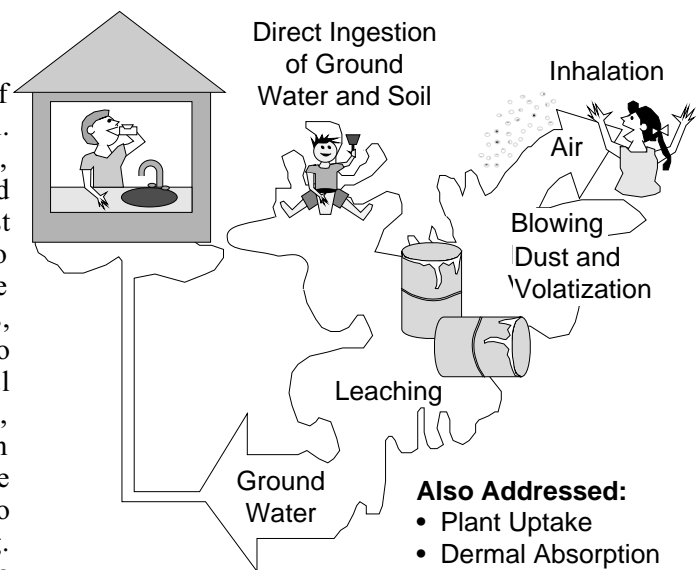 Direct Ingestion
of Ground
Water and Soil
Inhalation
Air
Blowing
Dust and
Volatization
Leaching
Ground
Water
Also Addressed:
• Plant Uptake
• Dermal Absorption